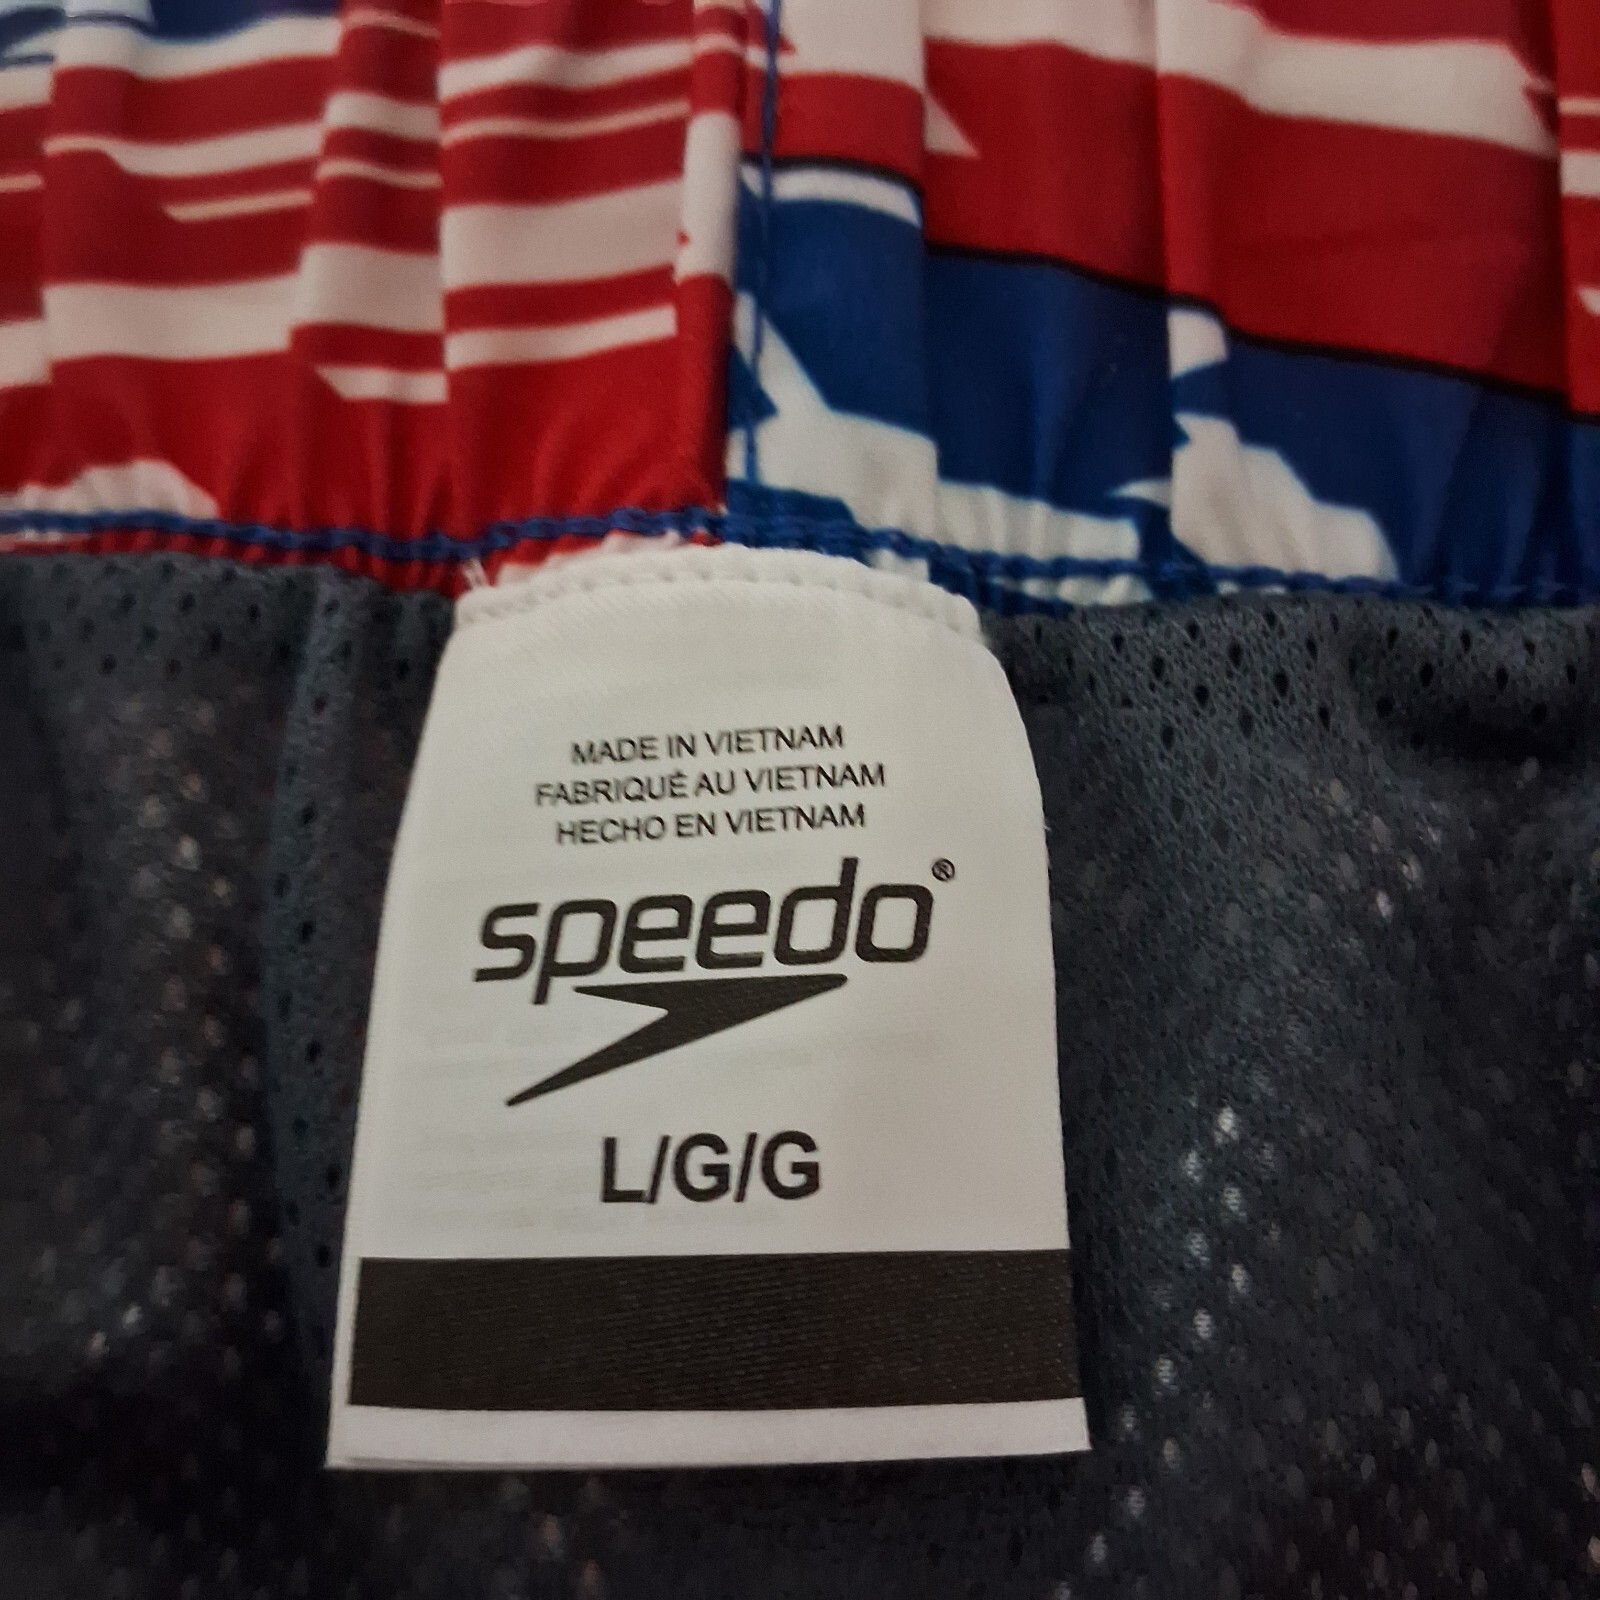 MADE IN VIETNAM
FABRIQUÉ AU VIETNAM
HECHO EN VIETNAM
speedo®
L/G/G